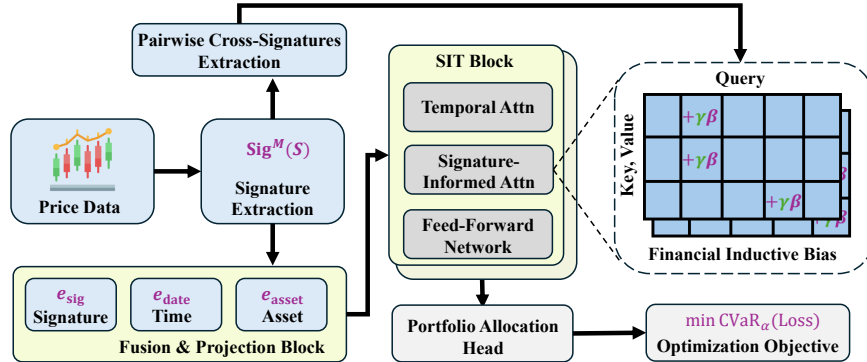 Pairwise Cross-Signatures
Extraction
Price Data
Sig^M(S)
Signature
Extraction
e_sig
Signature
e_date
Time
e_asset
Asset
Fusion & Projection Block
SIT Block
Temporal Attn
Signature-
Informed Attn
Feed-Forward
Network
Query
Key, Value
+γβ
+γβ
+γβ
+γβ
Financial Inductive Bias
Portfolio Allocation
Head
min CVaR_α(Loss)
Optimization Objective